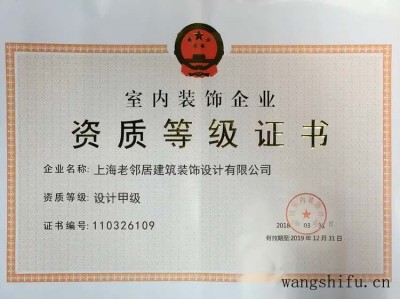 室内装饰企业
资质等级证书
企业名称: 上海老邻居建筑装饰设计有限公司
资质等级: 设计甲级
证书编号: 110326109
2018 03
有效期至 2019 年 12 月 31 日
wangshifu.cn